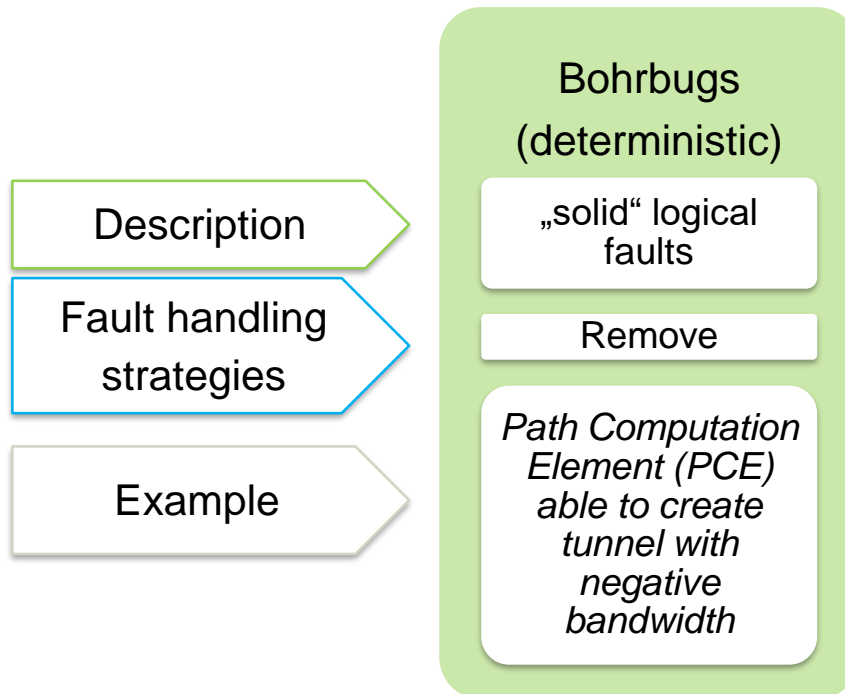 Bohrbugs
(deterministic)
Description
„solid“ logical
faults
Fault handling
strategies
Remove
Example
Path Computation
Element (PCE)
able to create
tunnel with
negative
bandwidth